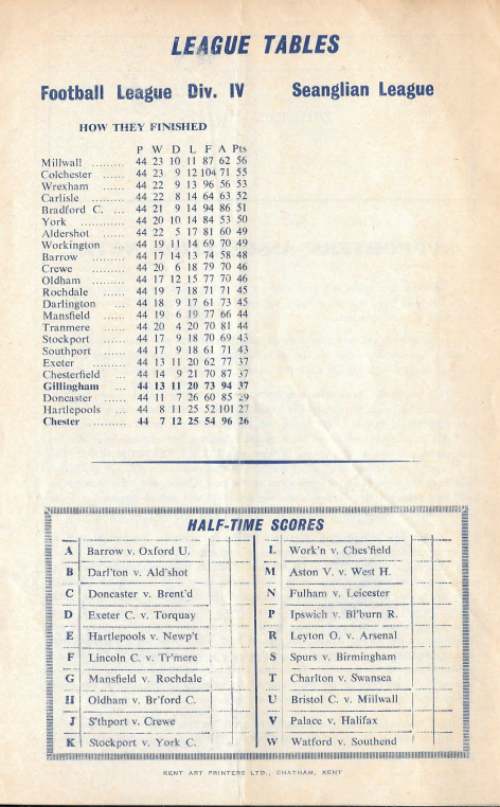 LEAGUE TABLES
Football League Div. IV
Seanglian League
HOW THEY FINISHED
P W D L F A Pts
Millwall ......... 44 23 10 11 87 62 56
Colchester ...... 44 23 9 12 104 71 55
Wrexham ...... 44 22 9 13 96 56 53
Carlisle ......... 44 22 8 14 64 63 52
Bradford C. ... 44 21 9 14 94 86 51
York ............ 44 20 10 14 84 53 50
Aldershot ...... 44 22 5 17 81 60 49
Workington ... 44 19 11 14 69 70 49
Barrow ......... 44 17 14 13 74 58 48
Crewe ......... 44 20 6 18 79 70 46
Oldham ......... 44 17 12 15 77 70 46
Rochdale ...... 44 19 7 18 71 71 45
Darlington ... 44 18 9 17 61 73 45
Mansfield ...... 44 19 6 19 77 66 44
Tranmere ...... 44 20 4 20 70 81 44
Stockport ...... 44 17 9 18 70 69 43
Southport ...... 44 17 9 18 61 71 43
Exeter ......... 44 13 11 20 62 77 37
Chesterfield ... 44 14 9 21 70 87 37
Gillingham ... 44 13 11 20 73 94 37
Doncaster ...... 44 11 7 26 60 85 29
Hartlepools ... 44 8 11 25 52 101 27
Chester .......... 44 7 12 25 54 96 26
HALF-TIME SCORES
A Barrow v. Oxford U.
B Darl'ton v. Ald'shot
C Doncaster v. Brent'd
D Exeter C. v. Torquay
E Hartlepools v. Newp't
F Lincoln C. v. Tr'mere
G Mansfield v. Rochdale
H Oldham v. Br'ford C.
J S'thport v. Crewe
K Stockport v. York C.
L Work'n v. Ches'field
M Aston V. v. West H.
N Fulham v. Leicester
P Ipswich v. Bl'burn R.
R Leyton O. v. Arsenal
S Spurs v. Birmingham
T Charlton v. Swansea
U Bristol C. v. Millwall
V Palace v. Halifax
W Watford v. Southend
KENT ART PRINTERS LTD., CHATHAM, KENT